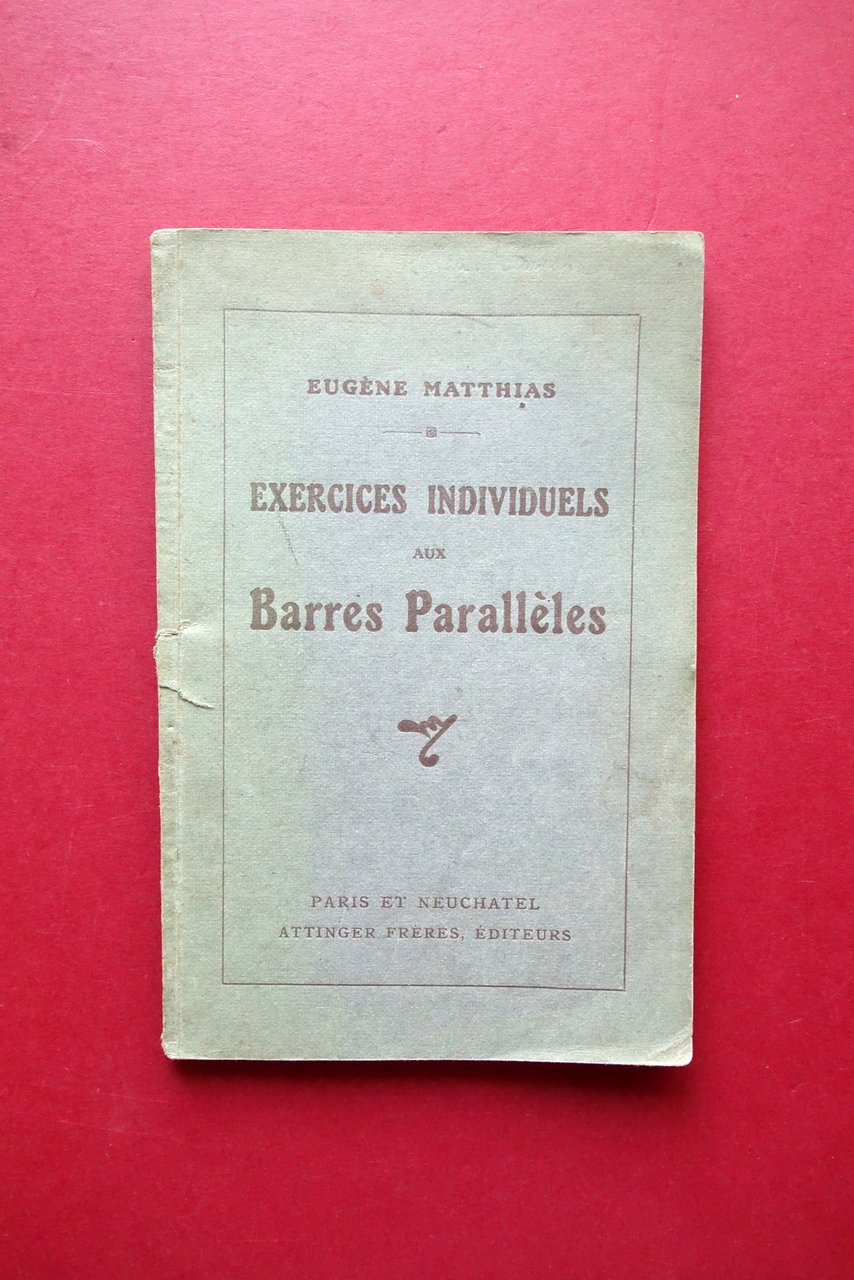 EUGÈNE MATTHIAS
EXERCICES INDIVIDUELS
AUX
Barres Parallèles
PARIS ET NEUCHATEL
ATTINGER FRÈRES, ÉDITEURS